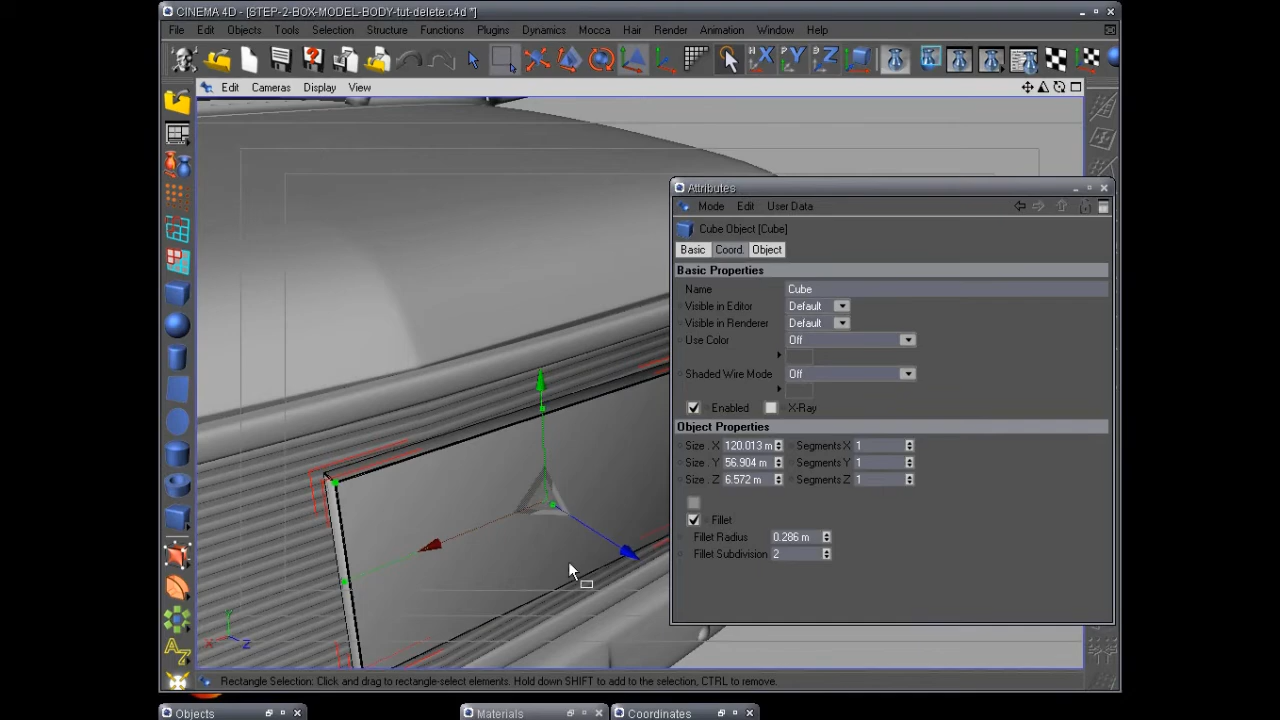 CINEMA 4D - [STEP-2-BOX-MODEL-BODY-tut-delete.c4d *]
File Edit Objects Tools Selection Structure Functions Plugins Dynamics Mocca Hair Render Animation Window Help
X Y Z
Edit Cameras Display View
Attributes
Mode Edit User Data
Cube Object [Cube]
Basic Coord. Object
Basic Properties
Name Cube
Visible in Editor Default
Visible in Renderer Default
Use Color Off
Shaded Wire Mode Off
Enabled X-Ray
Object Properties
Size . X 120.013 m Segments X 1
Size . Y 56.904 m Segments Y 1
Size . Z 6.572 m Segments Z 1
Fillet
Fillet Radius 0.286 m
Fillet Subdivision 2
Y
X Z
Rectangle Selection: Click and drag to rectangle-select elements. Hold down SHIFT to add to the selection, CTRL to remove.
Objects Materials Coordinates